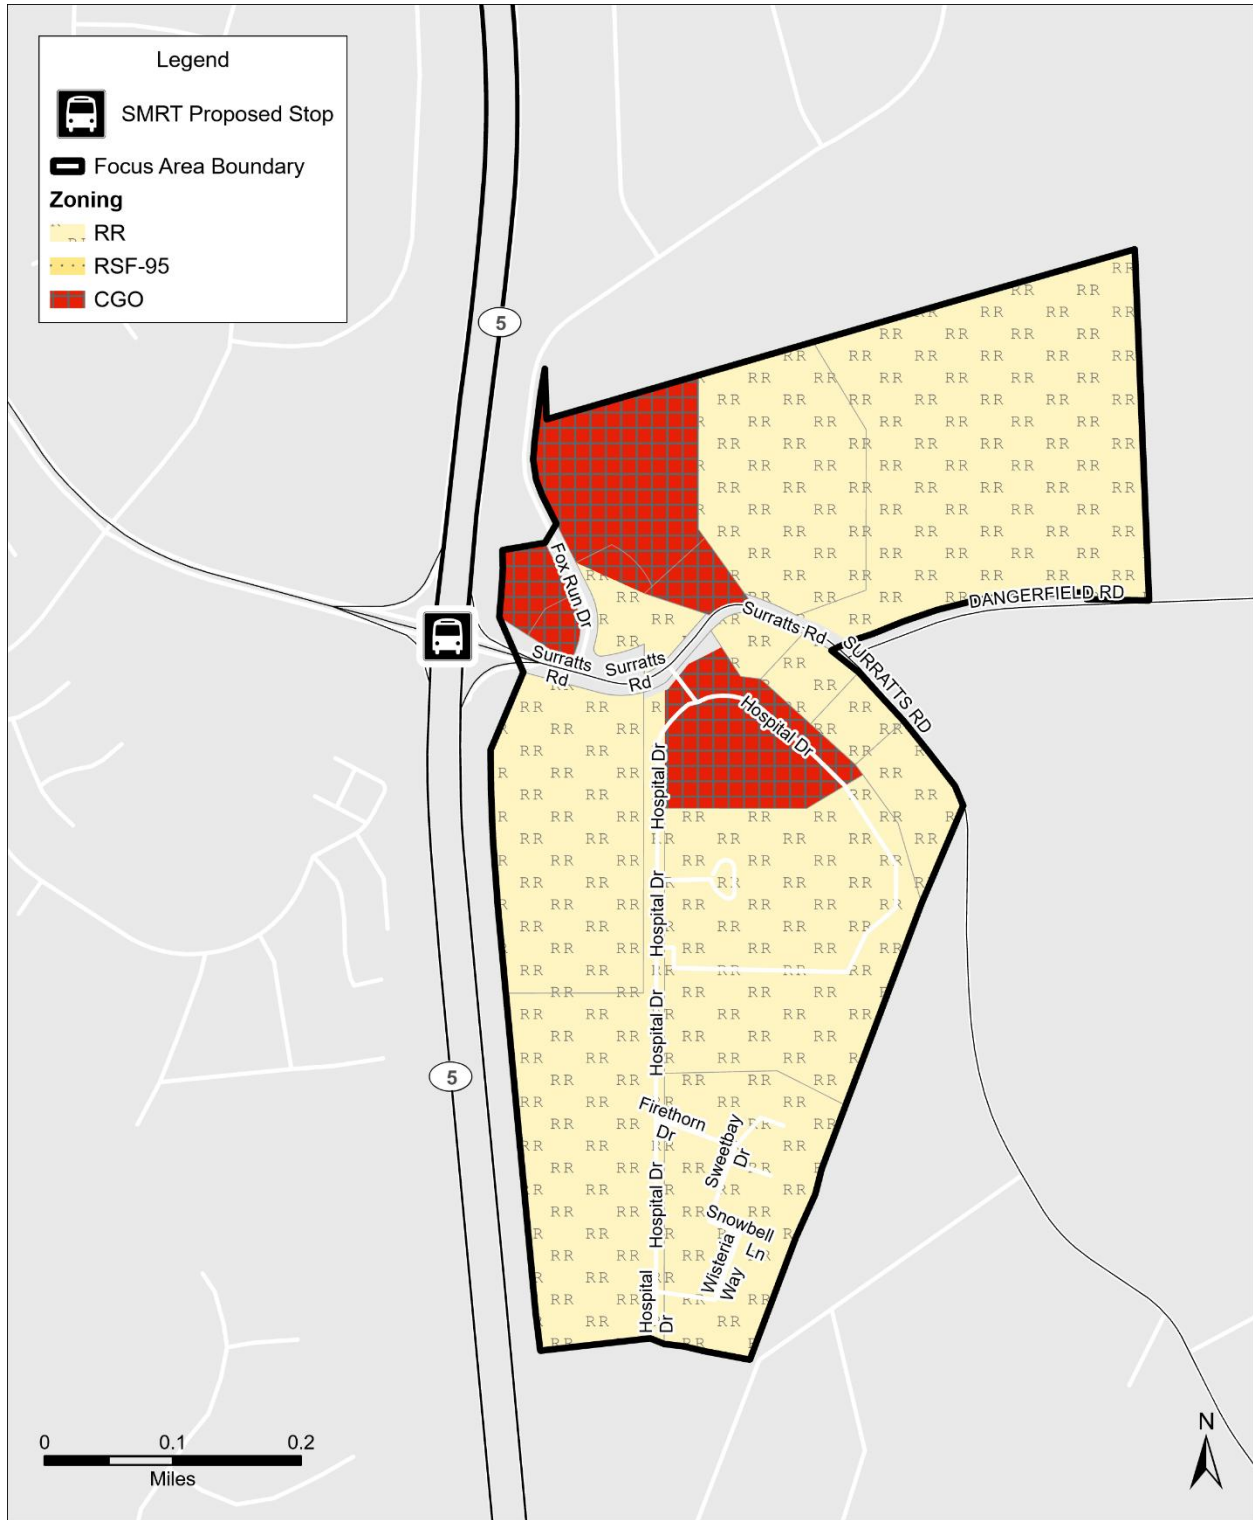 Legend
SMRT Proposed Stop
Focus Area Boundary
Zoning
RR
RSF-95
CGO
5
Fox Run Dr
Surratts
Rd
Surratts
Rd
Surratts Rd
DANGERFIELD RD
SURRATTS RD
Hospital Dr
Hospital Dr
Hospital Dr
Hospital Dr
5
Firethorn
Dr
Sweetbay
Dr
Hospital Dr
Snowbell
Ln
Wisteria
Way
Hospital
Dr
0 0.1 0.2
Miles
N